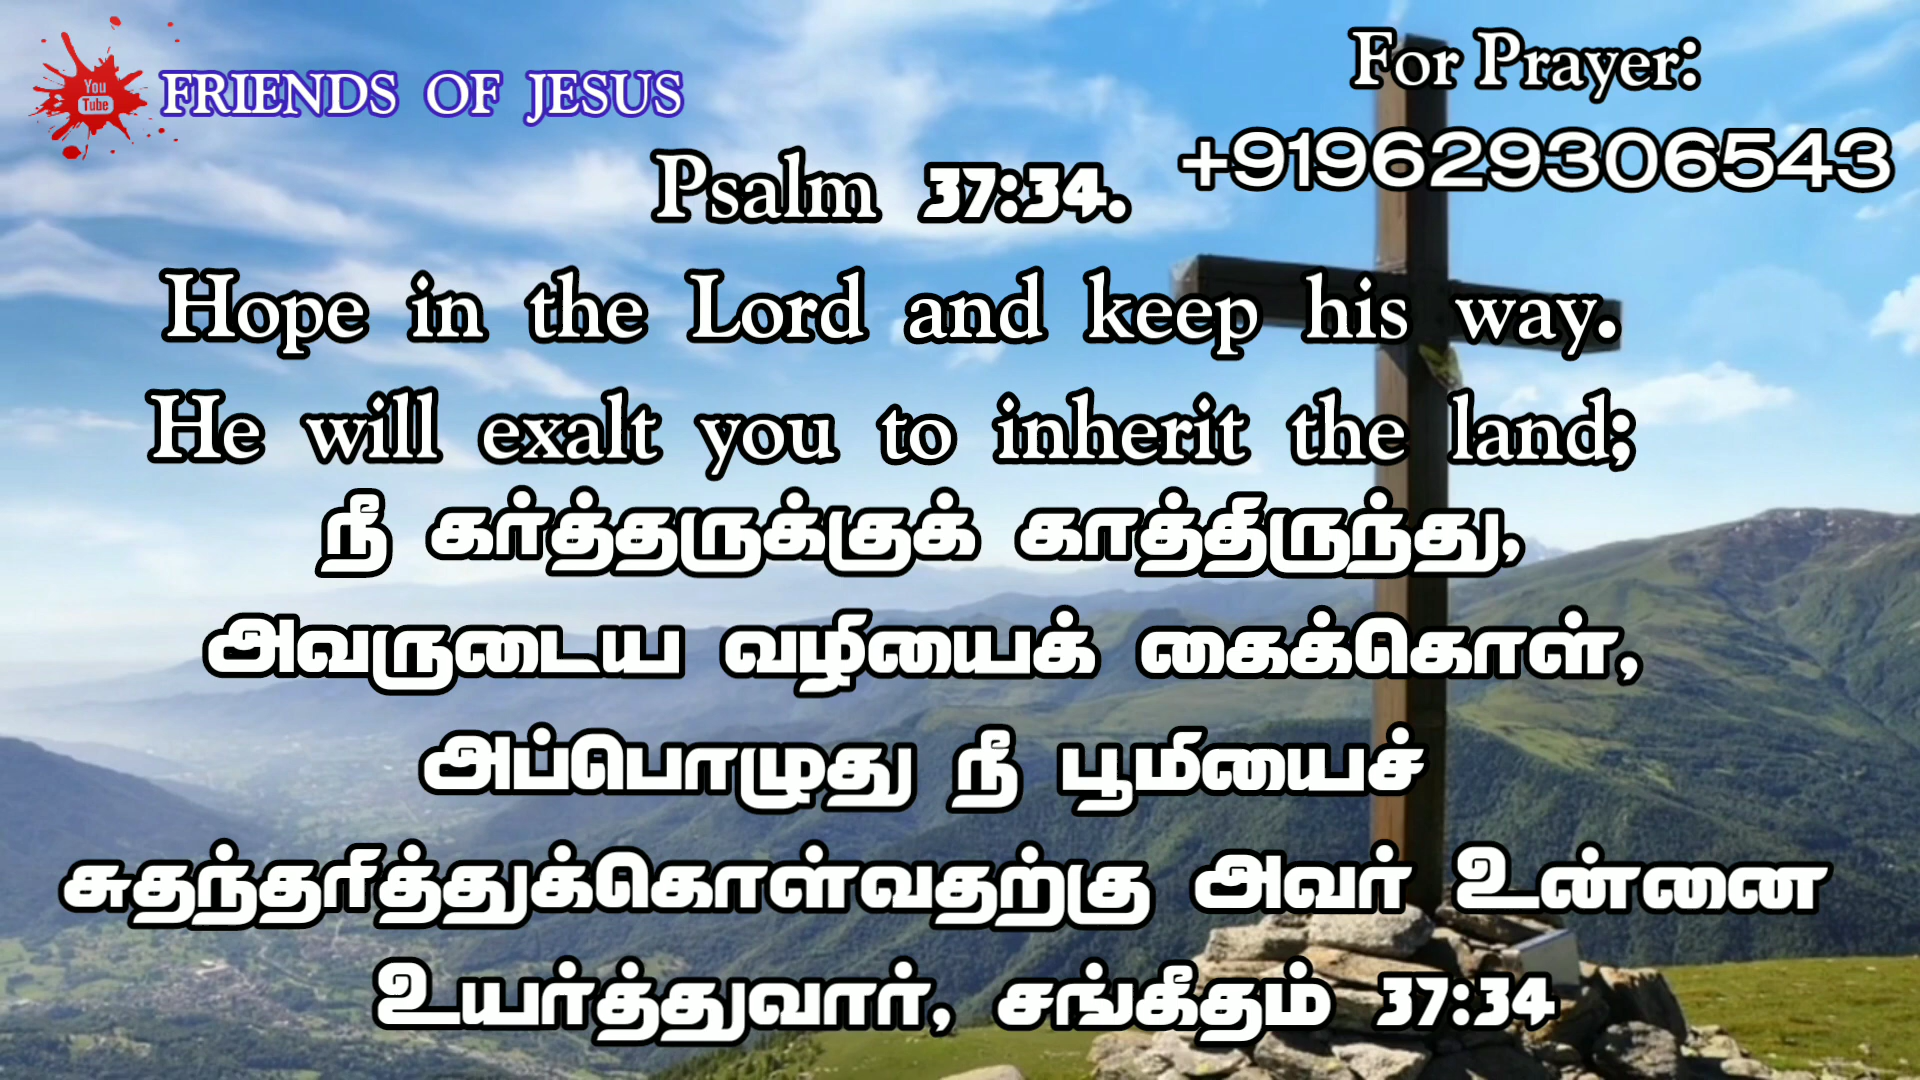 You
Tube
FRIENDS OF JESUS
For Prayer:
+919629306543
Psalm 37:34.
Hope in the Lord and keep his way.
He will exalt you to inherit the land;
நீ கர்த்தருக்குக் காத்திருந்து,
அவருடைய வழியைக் கைக்கொள்,
அப்பொழுது நீ பூமியைச்
சுதந்தரித்துக்கொள்வதற்கு அவர் உன்னை
உயர்த்துவார், சங்கீதம் 37:34